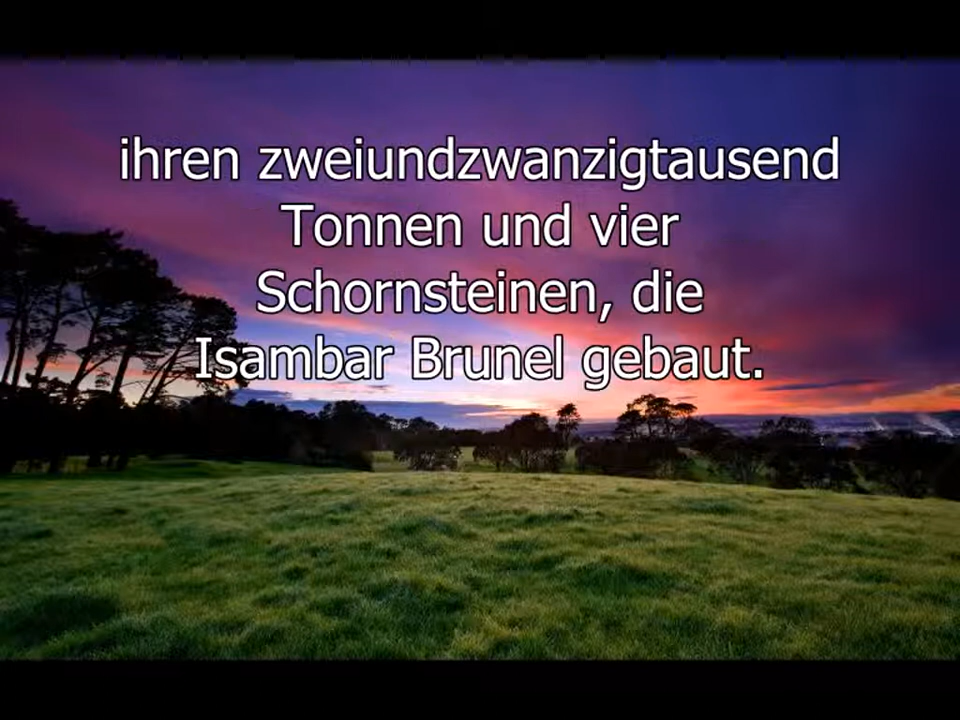 ihren zweiundzwanzigtausend
Tonnen und vier
Schornsteinen, die
Isambar Brunel gebaut.